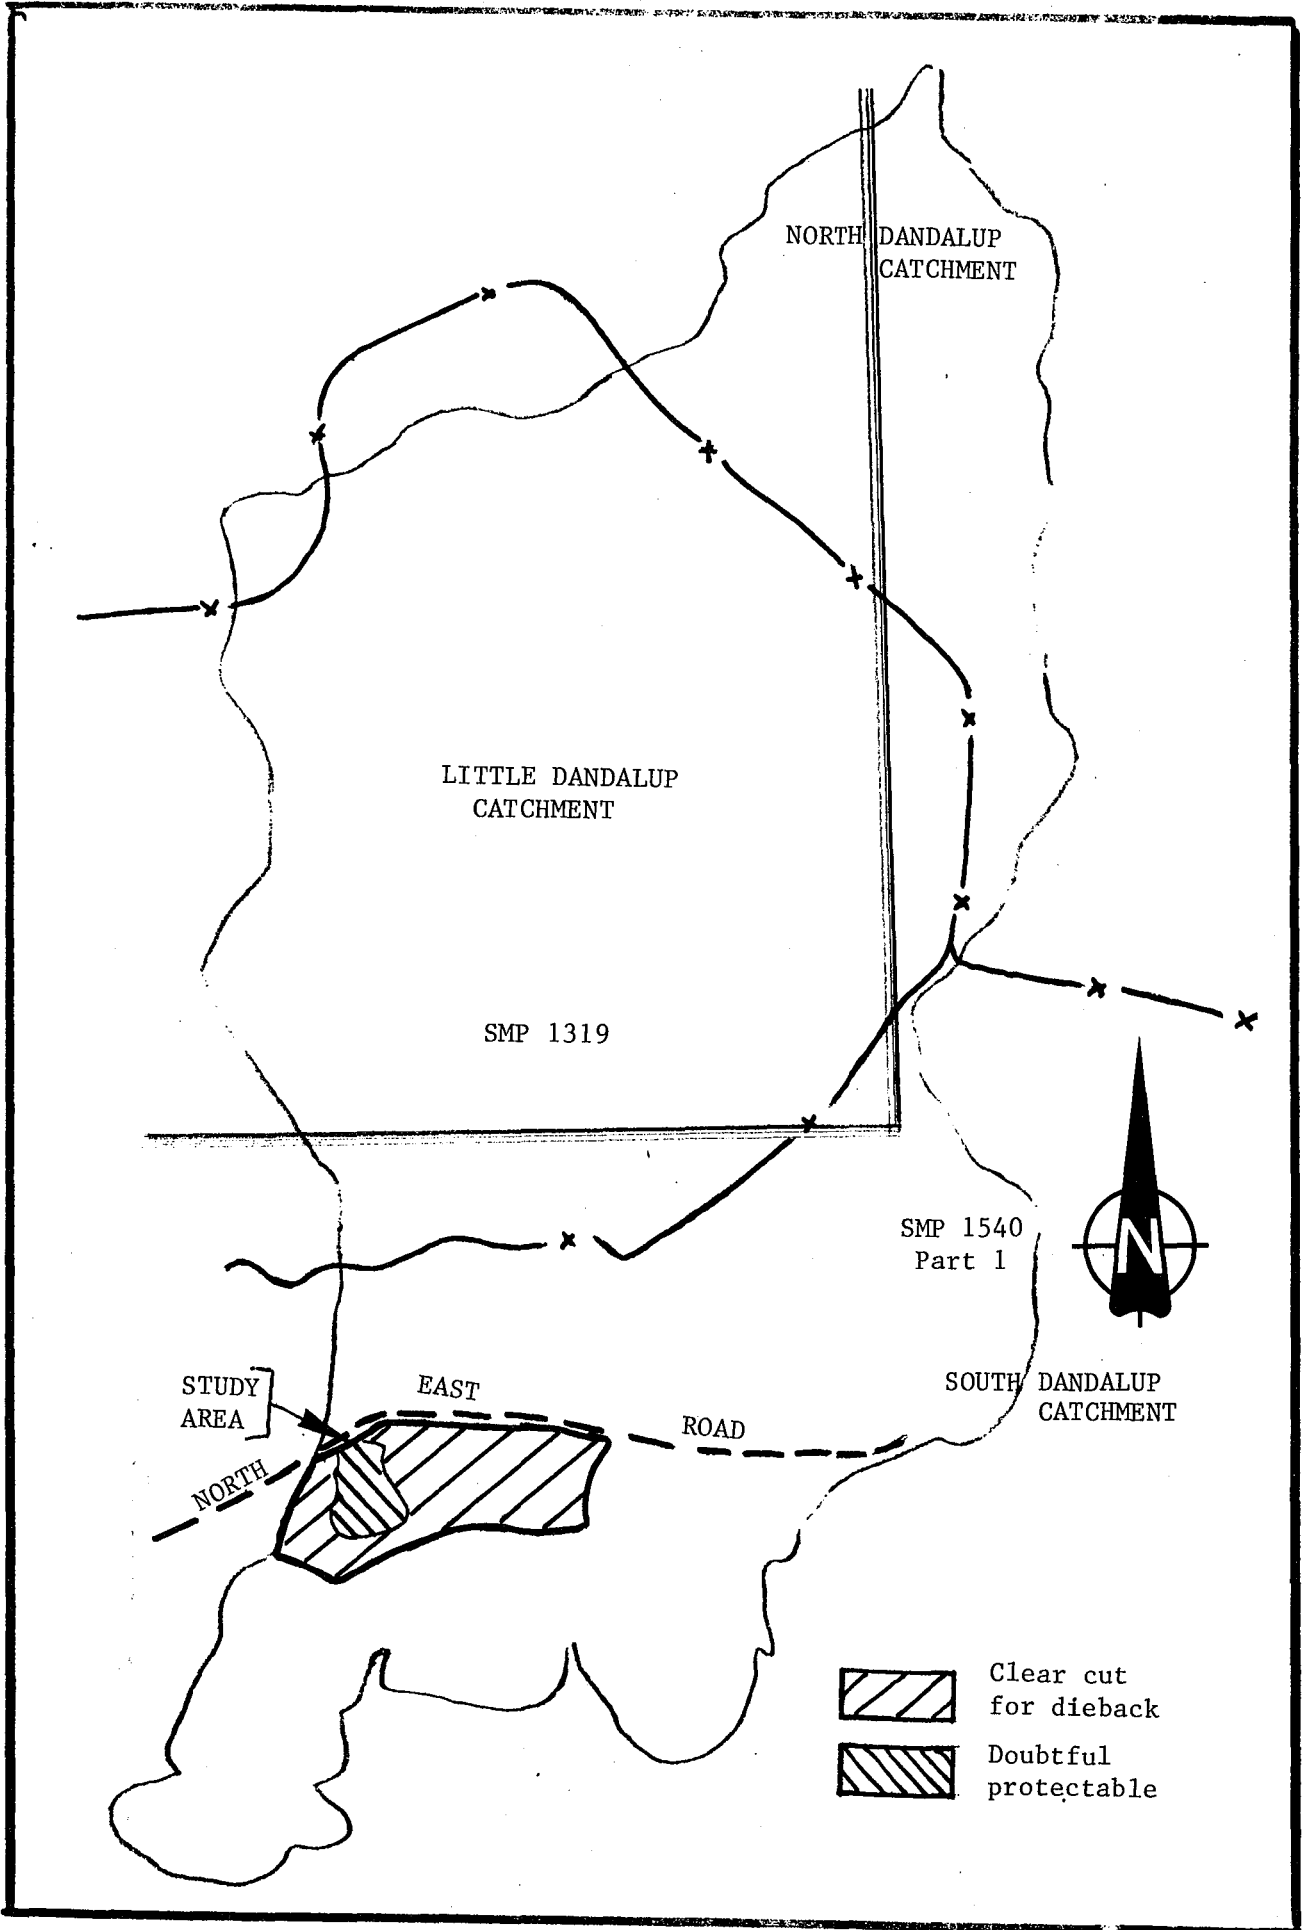 NORTH DANDALUP
CATCHMENT
LITTLE DANDALUP
CATCHMENT
SMP 1319
SMP 1540
Part 1
N
STUDY
AREA
EAST
ROAD
NORTH
SOUTH DANDALUP
CATCHMENT
Clear cut
for dieback
Doubtful
protectable